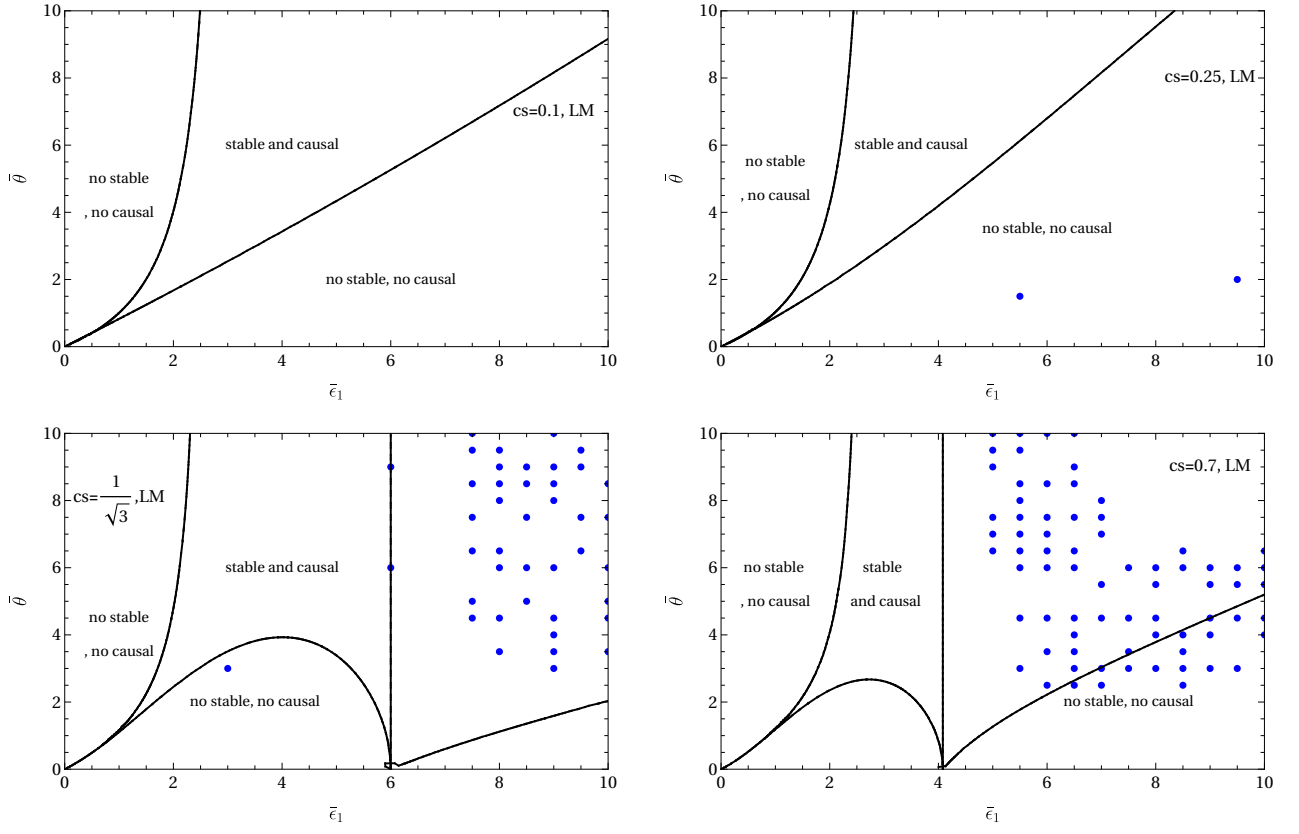 10
8
6
4
2
0
θ̄
cs=0.1, LM
stable and causal
no stable
, no causal
no stable, no causal
0 2 4 6 8 10
ϵ̄1
10
8
6
4
2
0
θ̄
cs=0.25, LM
stable and causal
no stable
, no causal
no stable, no causal
0 2 4 6 8 10
ϵ̄1
10
8
6
4
2
0
θ̄
cs=1/√3,LM
stable and causal
no stable
, no causal
no stable, no causal
0 2 4 6 8 10
ϵ̄1
10
8
6
4
2
0
θ̄
cs=0.7, LM
no stable
, no causal
stable
and causal
no stable, no causal
0 2 4 6 8 10
ϵ̄1